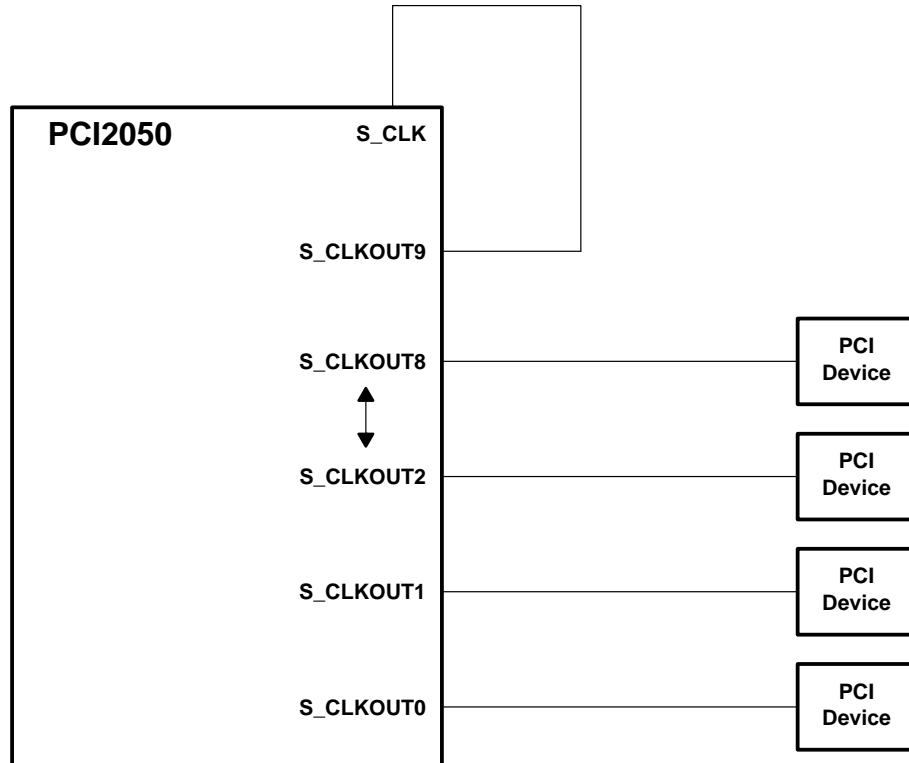 PCI2050
S_CLK
S_CLKOUT9
S_CLKOUT8
PCI
Device
S_CLKOUT2
PCI
Device
S_CLKOUT1
PCI
Device
S_CLKOUT0
PCI
Device